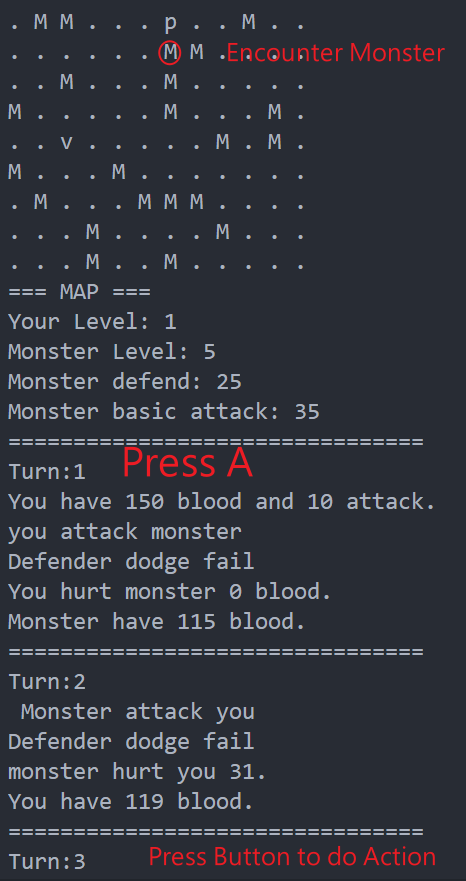 . M M . . . p . . M . .
. . . . . . M M . . . . Encounter Monster
. . M . . . M . . . . .
M . . . . . M . . . M .
. . v . . . . . M . M .
M . . . M . . . . . . .
. M . . . M M M . . . .
. . . M . . . . M . . .
. . . M . . M . . . . .
=== MAP ===
Your Level: 1
Monster Level: 5
Monster defend: 25
Monster basic attack: 35
================================
Turn:1 Press A
You have 150 blood and 10 attack.
you attack monster
Defender dodge fail
You hurt monster 0 blood.
Monster have 115 blood.
================================
Turn:2
 Monster attack you
Defender dodge fail
monster hurt you 31.
You have 119 blood.
================================
Turn:3 Press Button to do Action